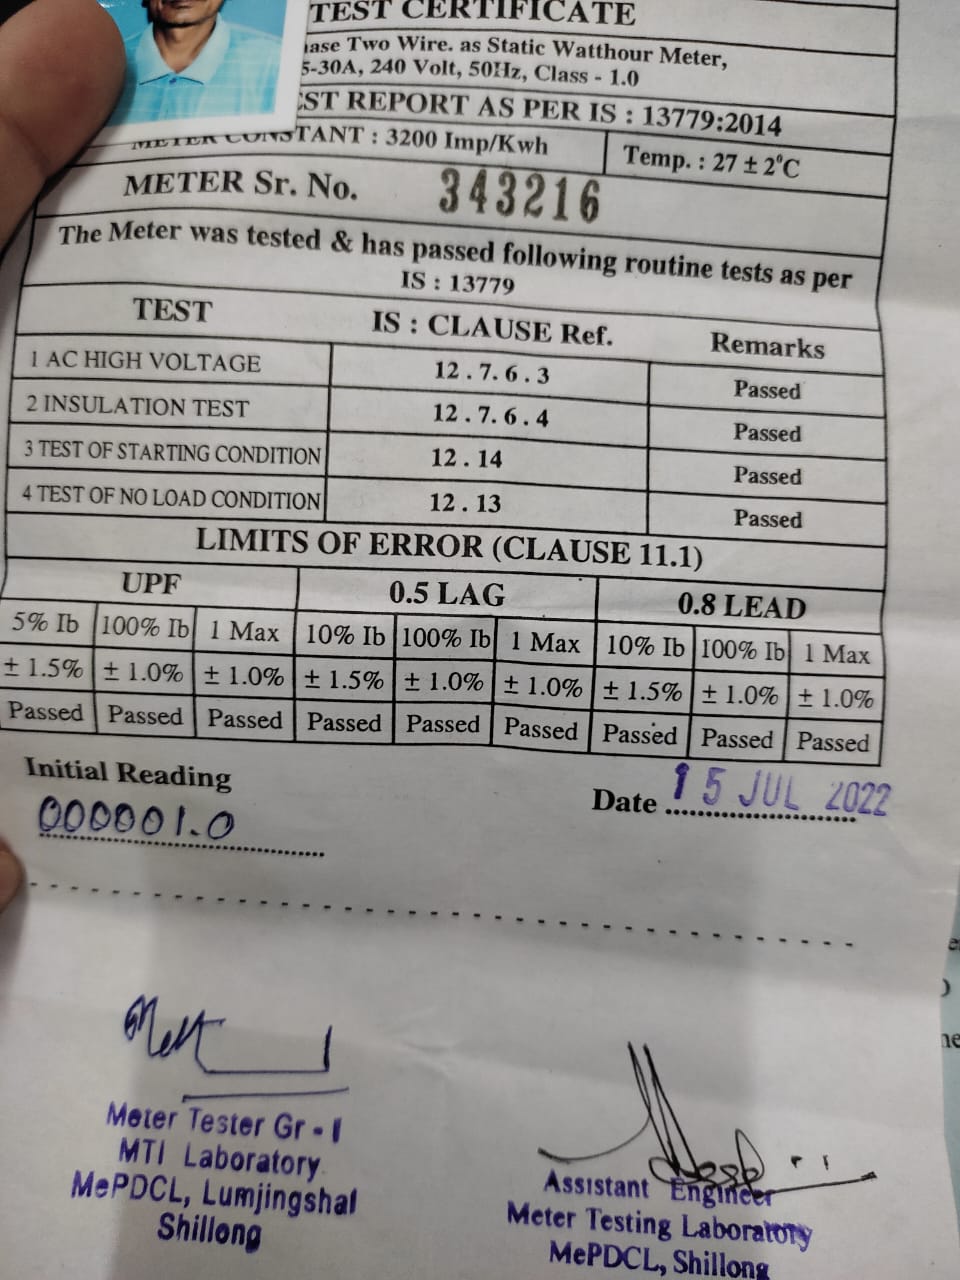 TEST CERTIFICATE
ase Two Wire. as Static Watthour Meter,
5-30A, 240 Volt, 50Hz, Class - 1.0
EST REPORT AS PER IS : 13779:2014
METER CONSTANT : 3200 Imp/Kwh
Temp. : 27 ± 2°C
METER Sr. No. 343216
The Meter was tested & has passed following routine tests as per
IS : 13779
TEST IS : CLAUSE Ref. Remarks
1 AC HIGH VOLTAGE 12 . 7. 6 . 3 Passed
2 INSULATION TEST 12 . 7. 6 . 4 Passed
3 TEST OF STARTING CONDITION 12 . 14 Passed
4 TEST OF NO LOAD CONDITION 12 . 13 Passed
LIMITS OF ERROR (CLAUSE 11.1)
UPF 0.5 LAG 0.8 LEAD
5% Ib 100% Ib 1 Max 10% Ib 100% Ib 1 Max 10% Ib 100% Ib 1 Max
± 1.5% ± 1.0% ± 1.0% ± 1.5% ± 1.0% ± 1.0% ± 1.5% ± 1.0% ± 1.0%
Passed Passed Passed Passed Passed Passed Passed Passed Passed
Initial Reading
000001.0
Date 15 JUL 2022
Meter Tester Gr - I
MTI Laboratory
MePDCL, Lumjingshai
Shillong
Assistant Engineer
Meter Testing Laboratory
MePDCL, Shillong